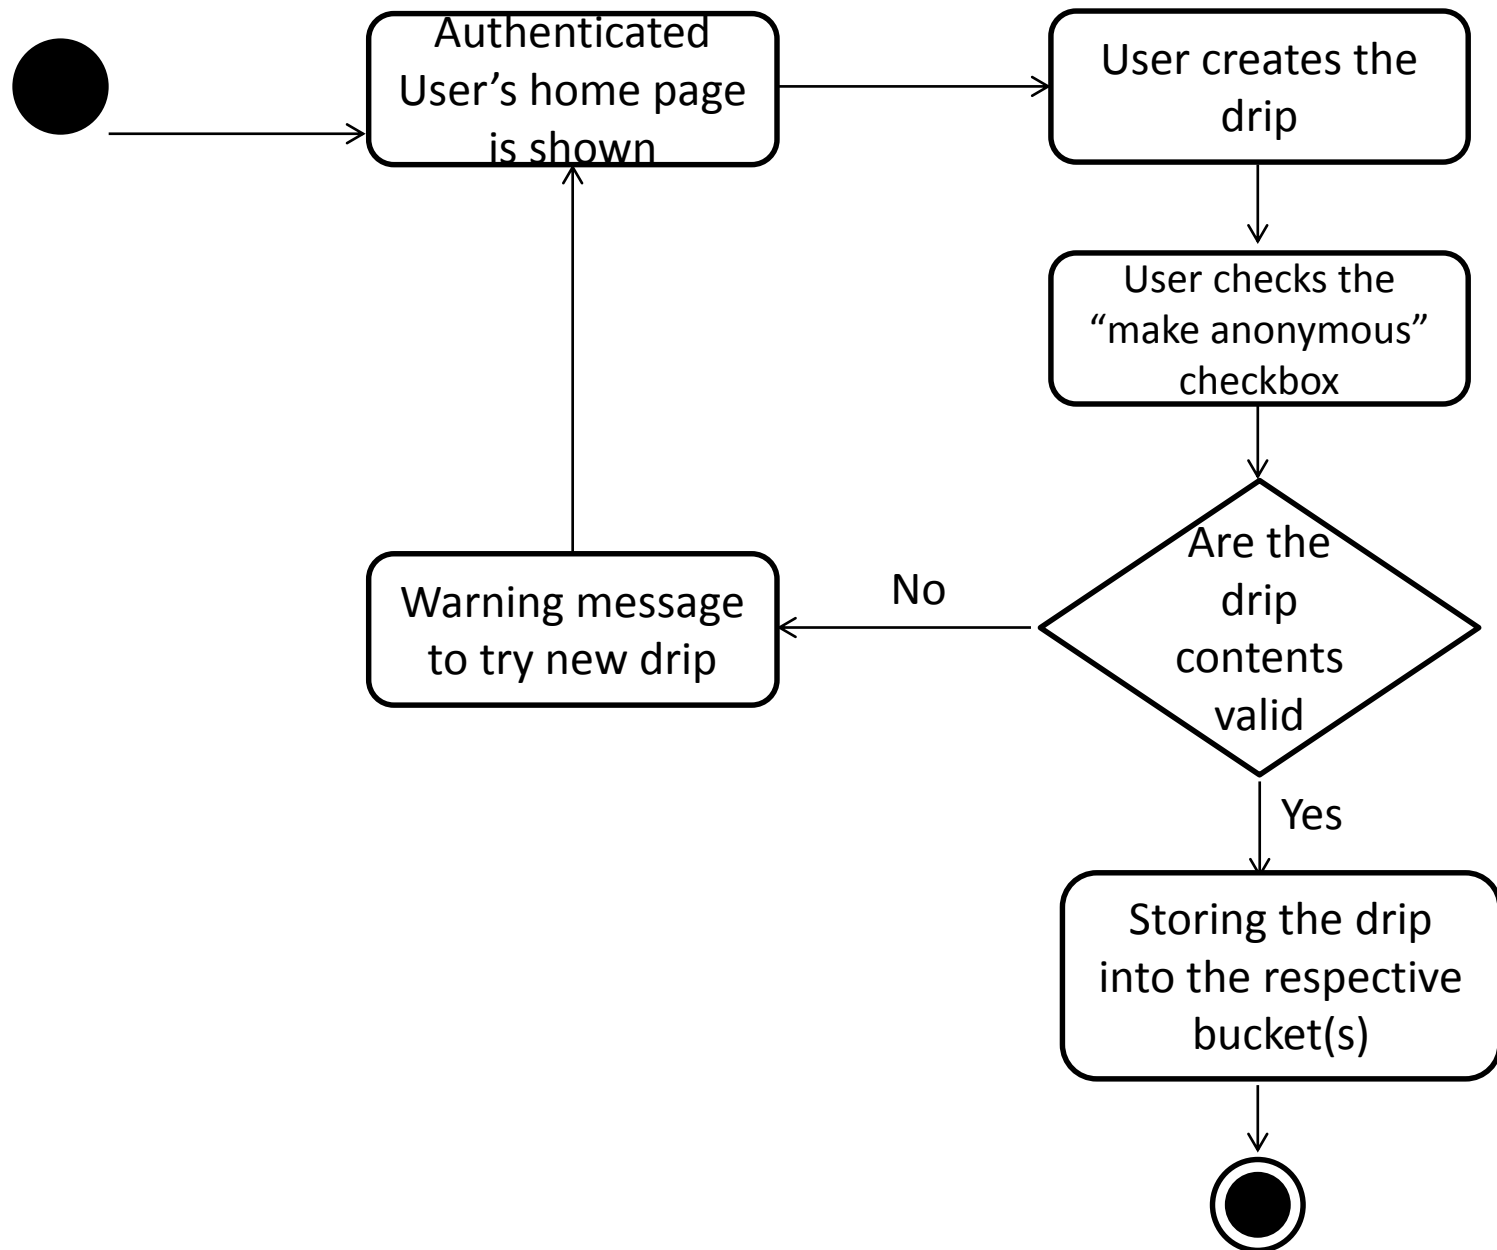 Authenticated
User’s home page
is shown
User creates the
drip
User checks the
“make anonymous”
checkbox
Are the
drip
contents
valid
No
Warning message
to try new drip
Yes
Storing the drip
into the respective
bucket(s)